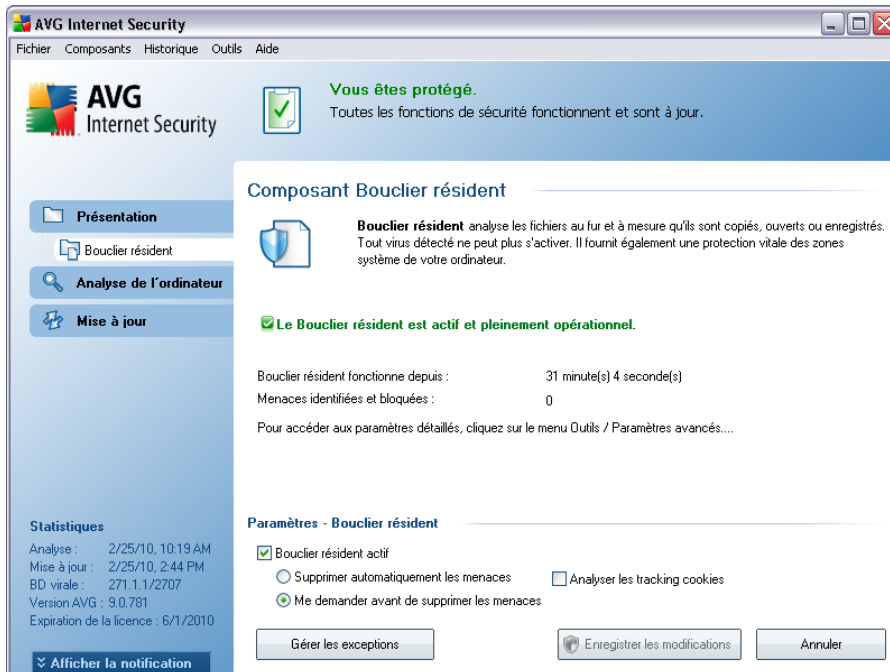 AVG Internet Security
Fichier Composants Historique Outils Aide
AVG
Internet Security
Vous êtes protégé.
Toutes les fonctions de sécurité fonctionnent et sont à jour.
Présentation
Bouclier résident
Analyse de l'ordinateur
Mise à jour
Composant Bouclier résident
Bouclier résident analyse les fichiers au fur et à mesure qu'ils sont copiés, ouverts ou enregistrés.
Tout virus détecté ne peut plus s'activer. Il fournit également une protection vitale des zones
système de votre ordinateur.
Le Bouclier résident est actif et pleinement opérationnel.
Bouclier résident fonctionne depuis : 31 minute(s) 4 seconde(s)
Menaces identifiées et bloquées : 0
Pour accéder aux paramètres détaillés, cliquez sur le menu Outils / Paramètres avancés....
Statistiques
Analyse : 2/25/10, 10:19 AM
Mise à jour : 2/25/10, 2:44 PM
BD virale : 271.1.1/2707
Version AVG : 9.0.781
Expiration de la licence : 6/1/2010
Afficher la notification
Paramètres - Bouclier résident
Bouclier résident actif
Supprimer automatiquement les menaces
Analyser les tracking cookies
Me demander avant de supprimer les menaces
Gérer les exceptions
Enregistrer les modifications
Annuler